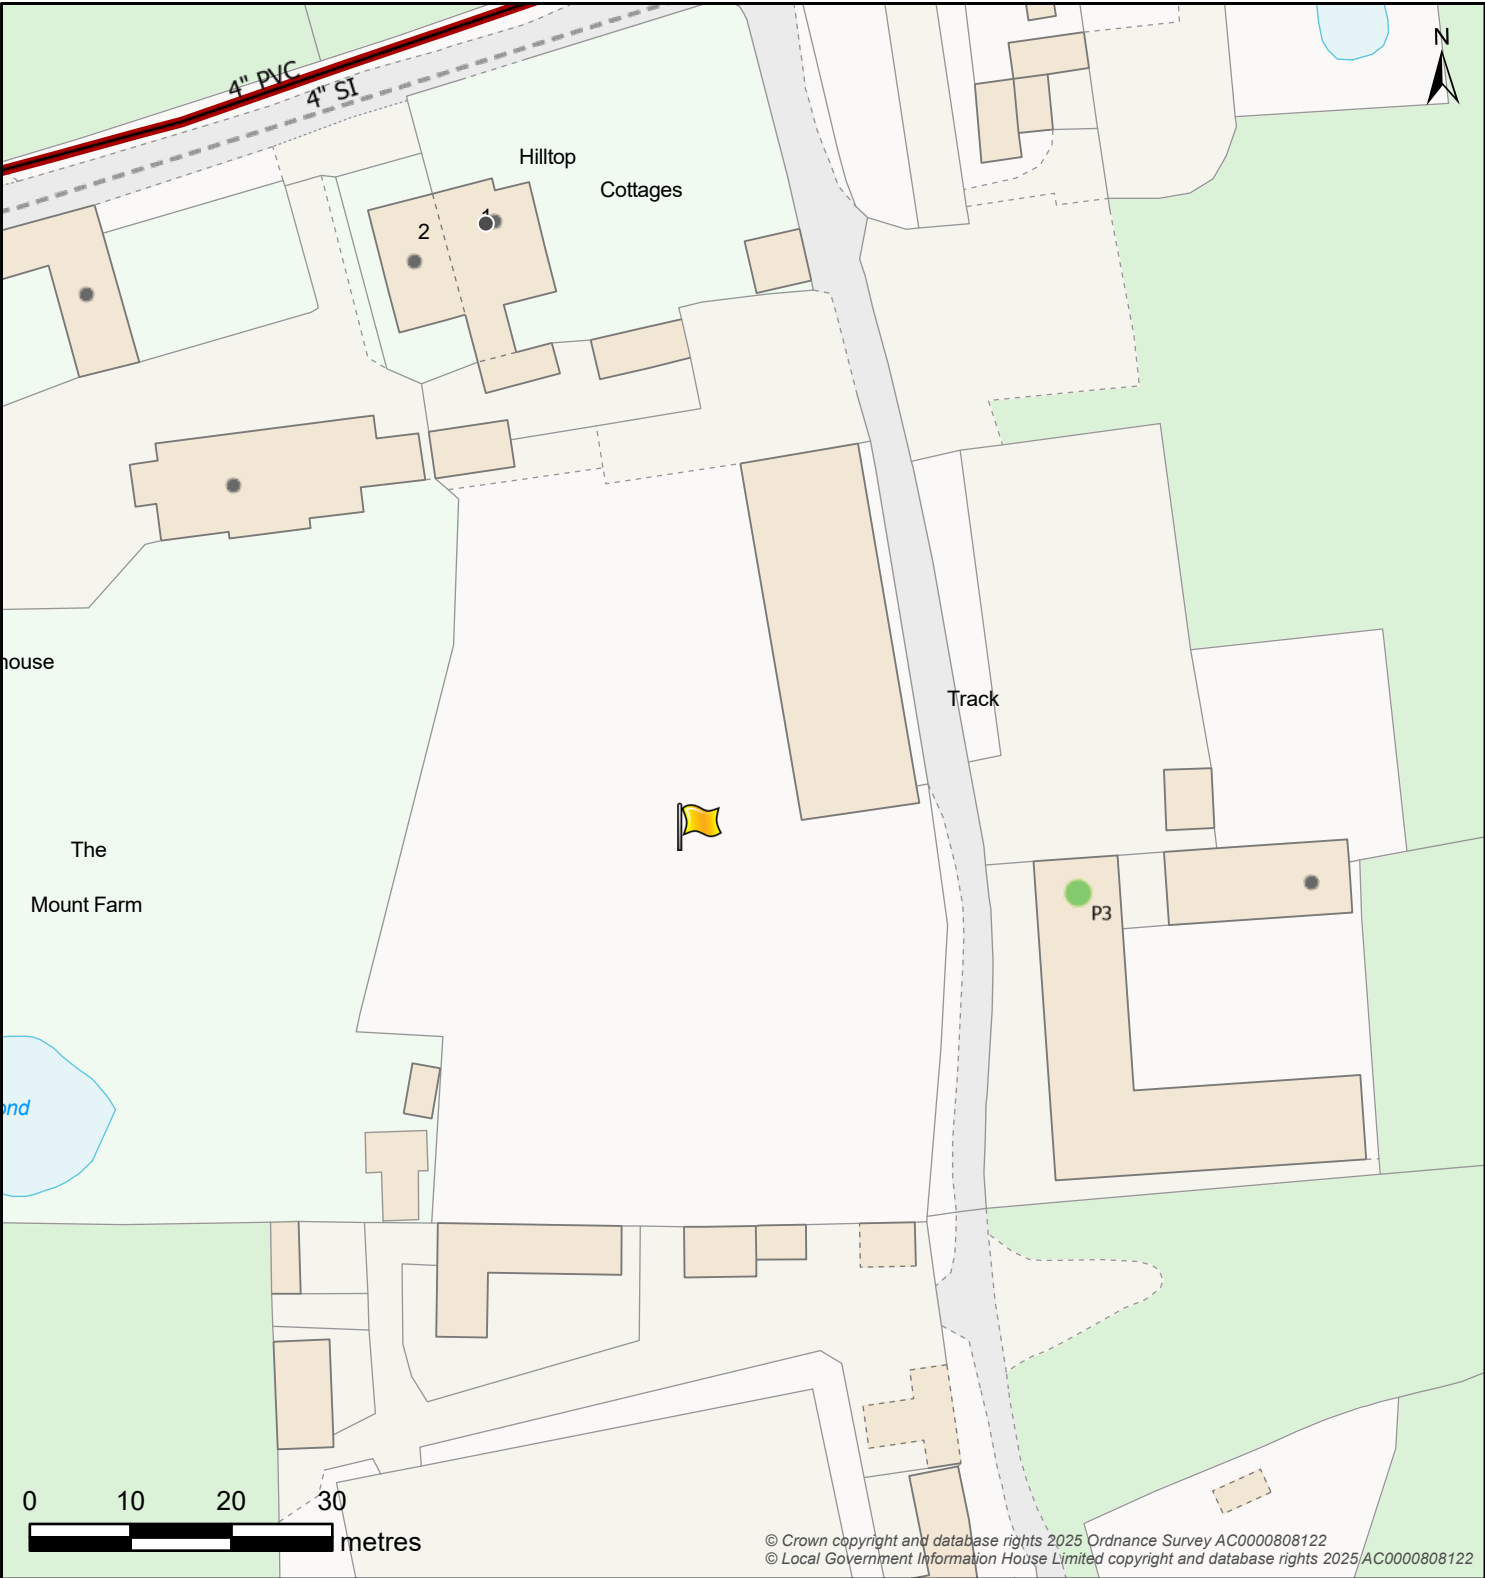 N
4" PVC
4" SI
Hilltop
Cottages
1
2
house
Track
The
Mount Farm
P3
ond
0 10 20 30
metres
© Crown copyright and database rights 2025 Ordnance Survey AC0000808122
© Local Government Information House Limited copyright and database rights 2025 AC0000808122